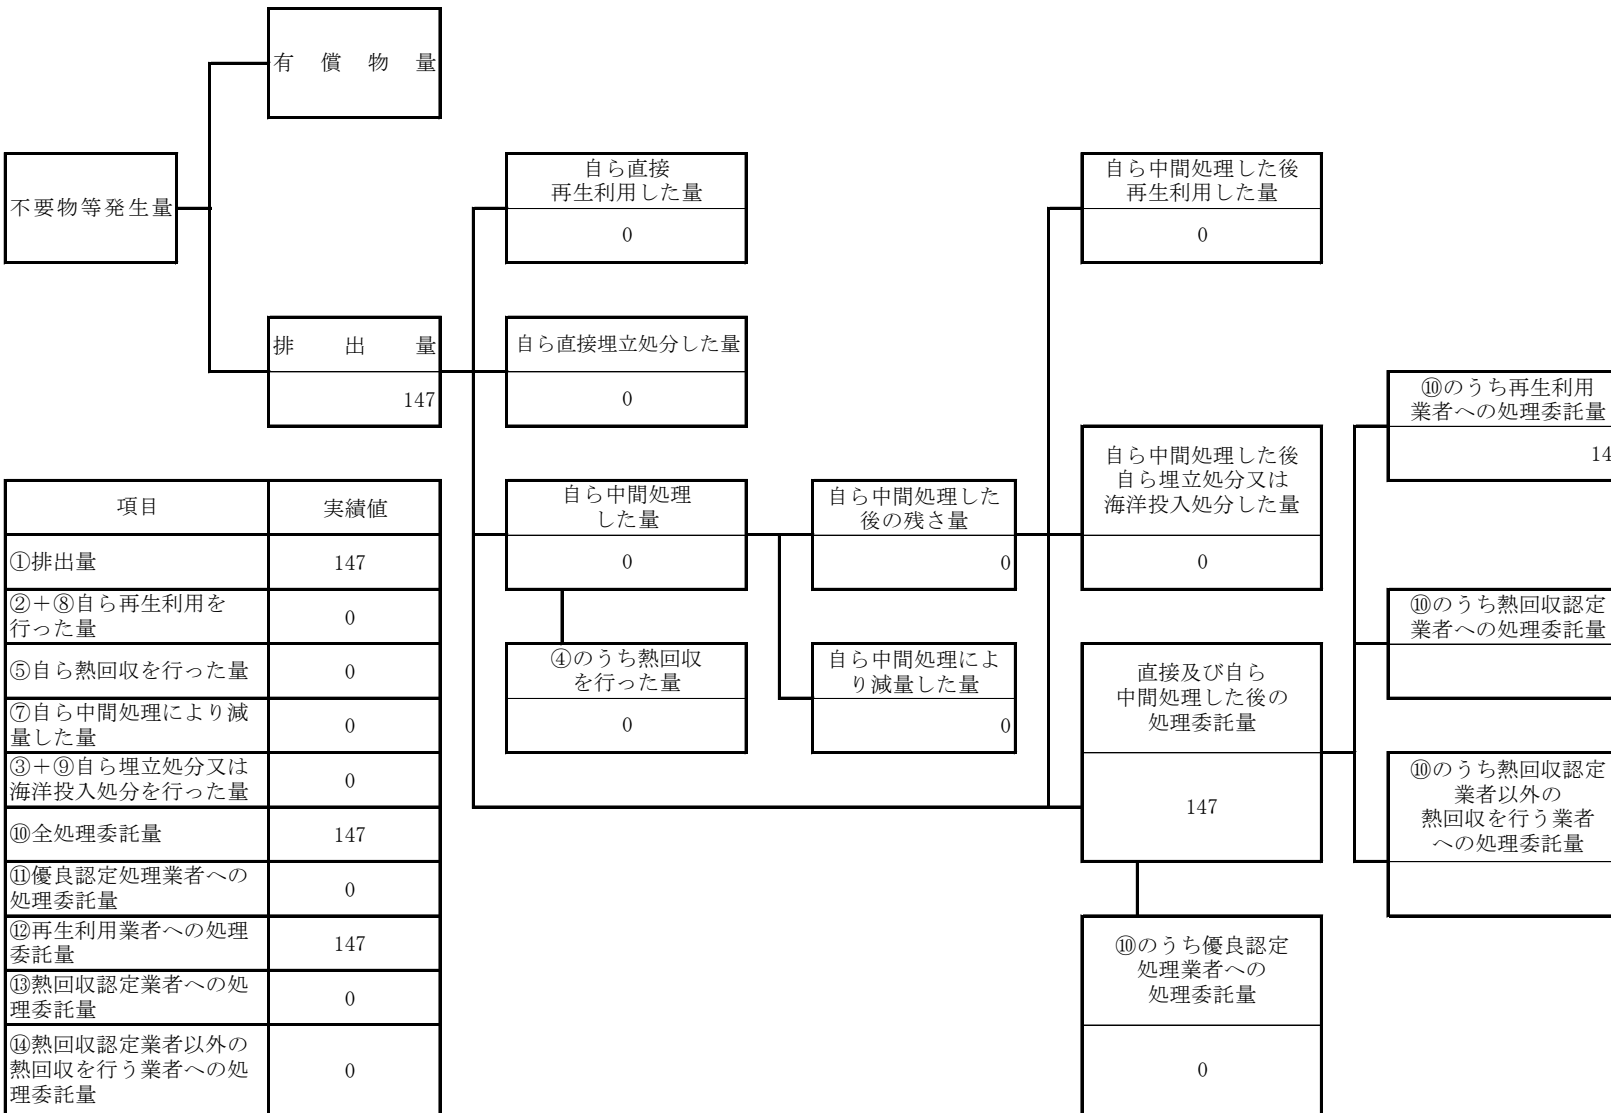 有償物量
不要物等発生量
排出量
147
自ら直接
再生利用した量
0
自ら直接埋立処分した量
0
自ら中間処理
した量
0
④のうち熱回収
を行った量
0
自ら中間処理した
後の残さ量
0
自ら中間処理によ
り減量した量
0
自ら中間処理した後
再生利用した量
0
自ら中間処理した後
自ら埋立処分又は
海洋投入処分した量
0
直接及び自ら
中間処理した後の
処理委託量
147
⑩のうち優良認定
処理業者への
処理委託量
0
⑩のうち再生利用
業者への処理委託量
⑩のうち熱回収認定
業者への処理委託量
⑩のうち熱回収認定
業者以外の
熱回収を行う業者
への処理委託量
項目 実績値
①排出量 147
②+⑧自ら再生利用を
行った量 0
⑤自ら熱回収を行った量 0
⑦自ら中間処理により減
量した量 0
③+⑨自ら埋立処分又は
海洋投入処分を行った量 0
⑩全処理委託量 147
⑪優良認定処理業者への
処理委託量 0
⑫再生利用業者への処理
委託量 147
⑬熱回収認定業者への処
理委託量 0
⑭熱回収認定業者以外の
熱回収を行う業者への処
理委託量 0